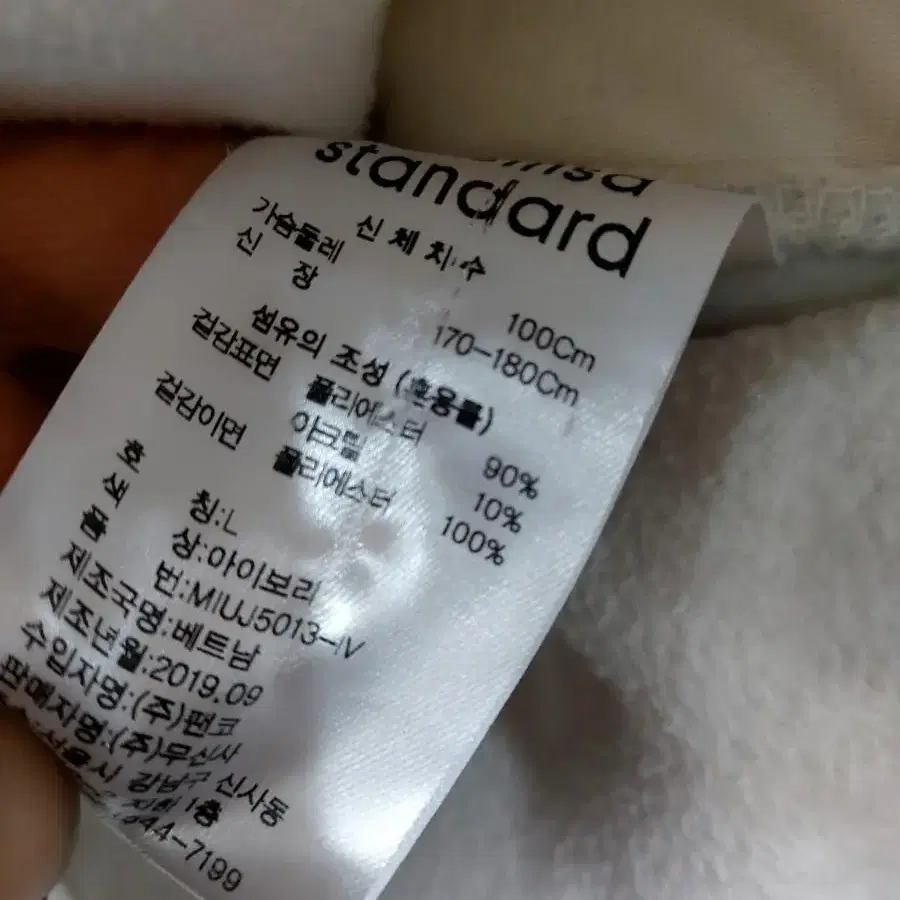 standard
신 체 치 수
가슴둘레 100Cm
신 장 170-180Cm
섬유의 조성 (혼용률)
겉감표면 폴리에스터 90%
아크릴 10%
겉감이면 폴리에스터 100%
호 칭:L
색 상:아이보리
품 번:MIUJ5013-IV
제조국명:베트남
제조년월:2019.09
수입자명:(주)팬코
판매자명:(주)무신사
서울시 강남구 신사동
지하 1층
544-7199